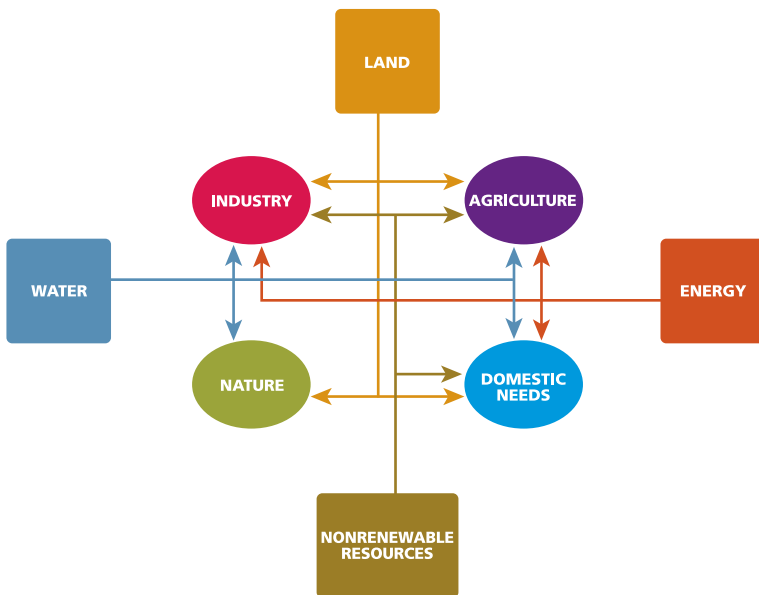 LAND
INDUSTRY
AGRICULTURE
WATER
ENERGY
NATURE
DOMESTIC
NEEDS
NONRENEWABLE
RESOURCES